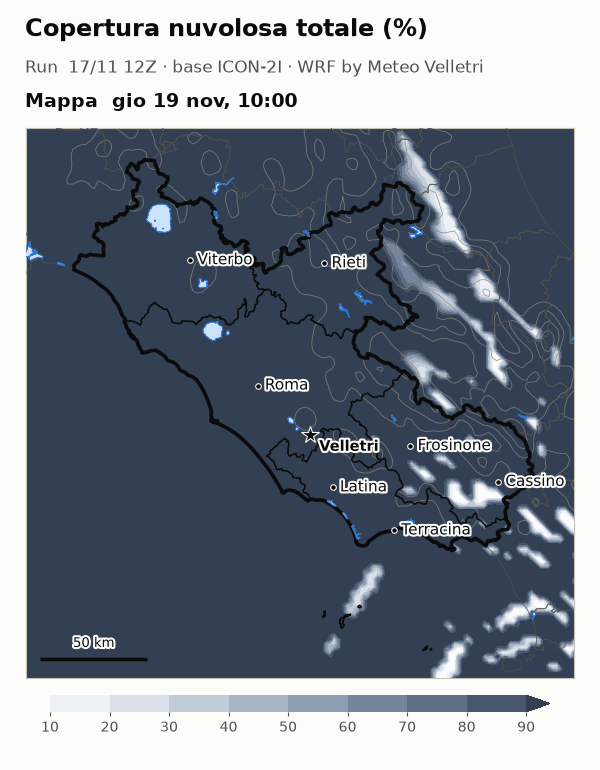 Copertura nuvolosa totale (%)
Run 17/11 12Z · base ICON-2I · WRF by Meteo Velletri
Mappa gio 19 nov, 10:00
Viterbo
Rieti
Roma
Velletri
Frosinone
Cassino
Latina
Terracina
50 km
10 20 30 40 50 60 70 80 90